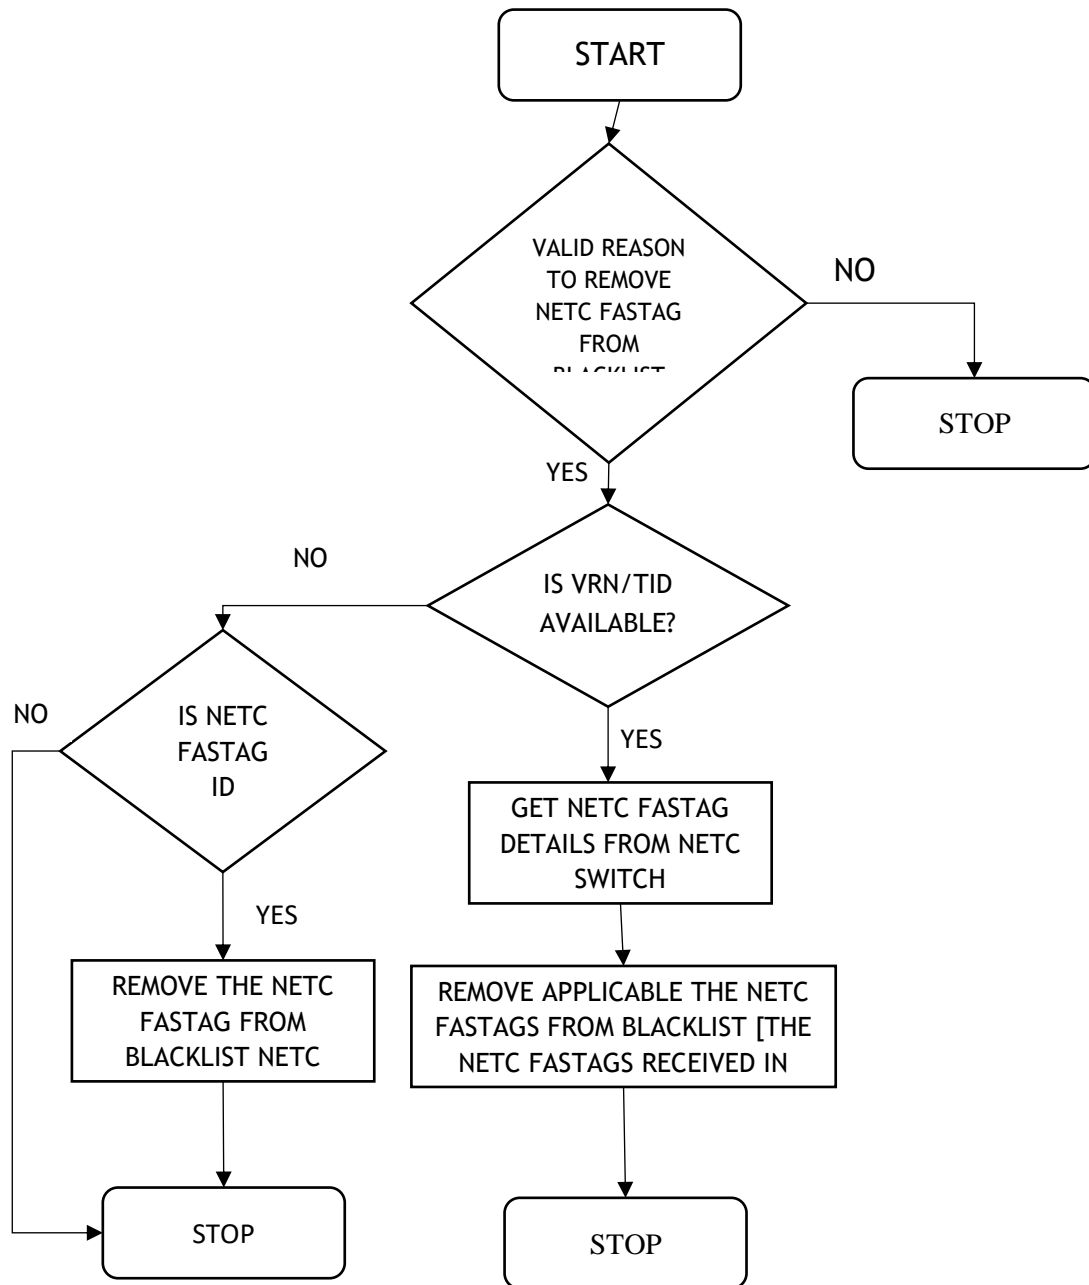 START
VALID REASON
TO REMOVE
NETC FASTAG
FROM
BLACKLIST
NO
STOP
YES
IS VRN/TID
AVAILABLE?
NO
IS NETC
FASTAG
ID
NO
YES
GET NETC FASTAG
DETAILS FROM NETC
SWITCH
YES
REMOVE THE NETC
FASTAG FROM
BLACKLIST NETC
REMOVE APPLICABLE THE NETC
FASTAGS FROM BLACKLIST [THE
NETC FASTAGS RECEIVED IN
STOP
STOP